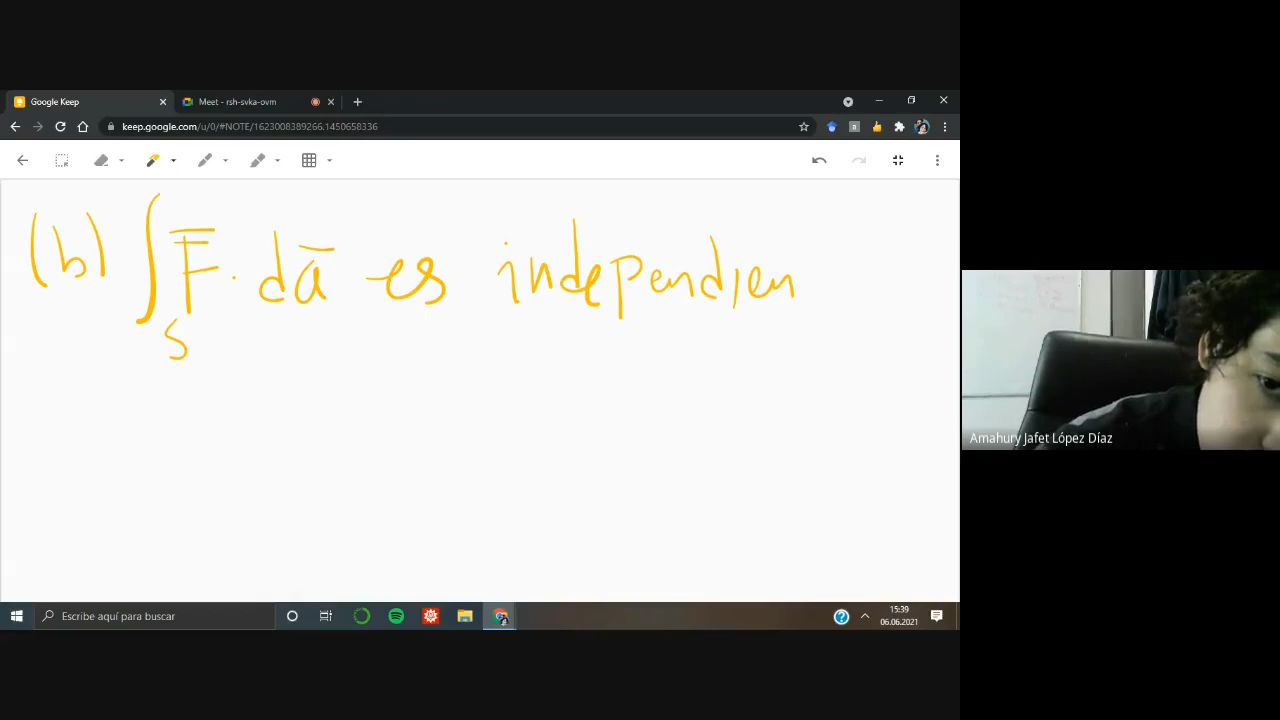 Google Keep
Meet - rsh-svka-ovm
keep.google.com/u/0/#NOTE/1623008389266.1450658336
(b) ∫ F̅ · da̅ es independien
S
Amahury Jafet López Díaz
Escribe aquí para buscar
15:39
06.06.2021